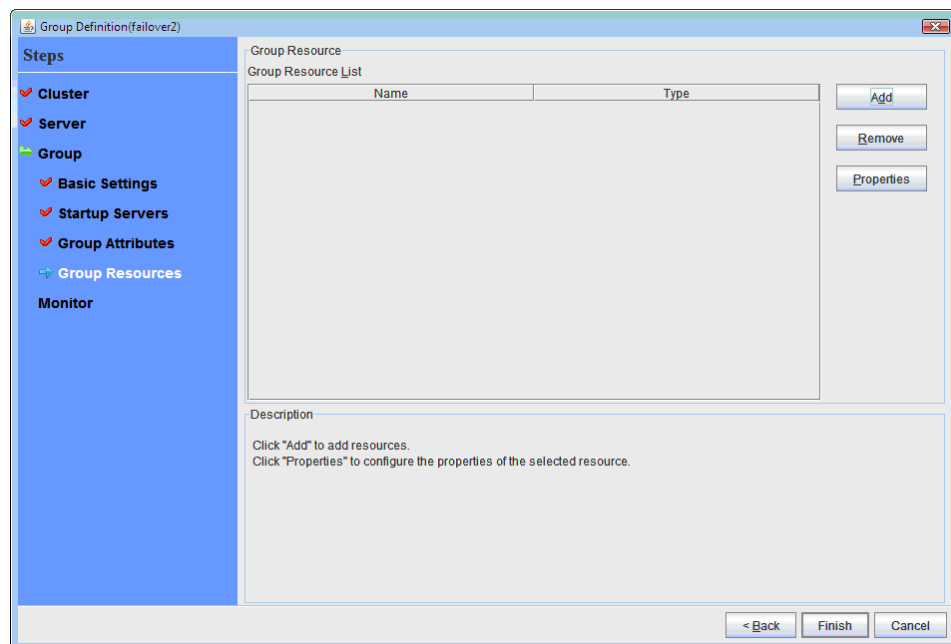 Group Definition(failover2)
Steps
Cluster
Server
Group
Basic Settings
Startup Servers
Group Attributes
Group Resources
Monitor
Group Resource
Group Resource List
Name Type
Add
Remove
Properties
Description
Click "Add" to add resources.
Click "Properties" to configure the properties of the selected resource.
< Back Finish Cancel